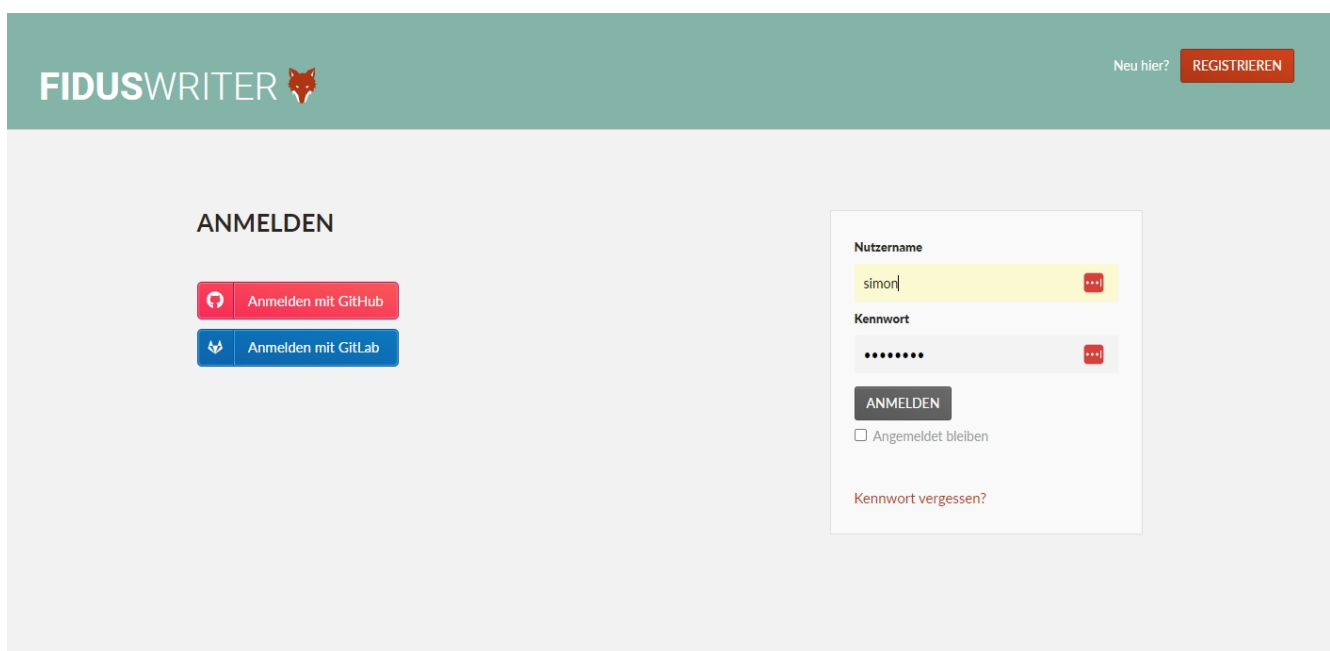 FIDUSWRITER
Neu hier? REGISTRIEREN
ANMELDEN
Anmelden mit GitHub
Anmelden mit GitLab
Nutzername
simon
Kennwort
••••••••
ANMELDEN
Angemeldet bleiben
Kennwort vergessen?